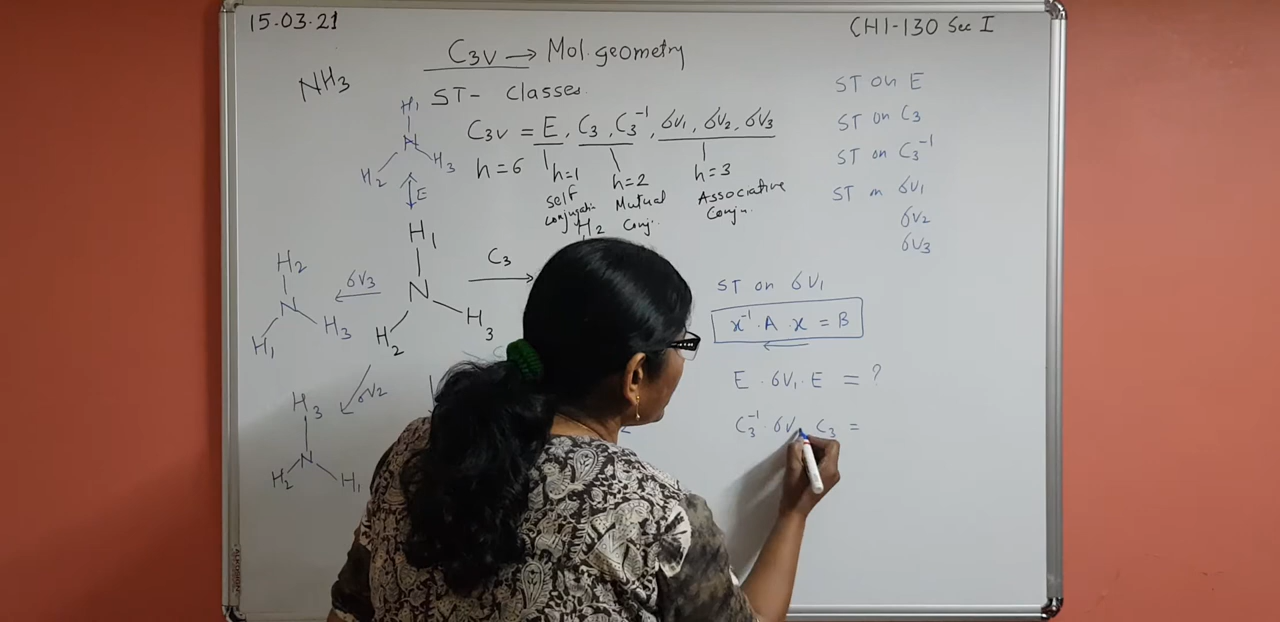 15.03.21
CH1-130 Sec I
C3v → Mol. geometry
NH3
ST- Classes
C3v = E, C3, C3⁻¹, σv1, σv2, σv3
h=6
h=1
h=2
h=3
Self
Mutual
Conj.
Associative
Conju.
ST on E
ST on C3
ST on C3⁻¹
ST on σv1
σv2
σv3
H1
N
H2
H3
E
H2
H1
C3
N
H2
H3
σv3
H2
N
H1
H3
σv2
H3
N
H2
H1
ST on σv1
x⁻¹ · A · x = B
←
E · σv1 · E = ?
C3⁻¹ · σv C3 =